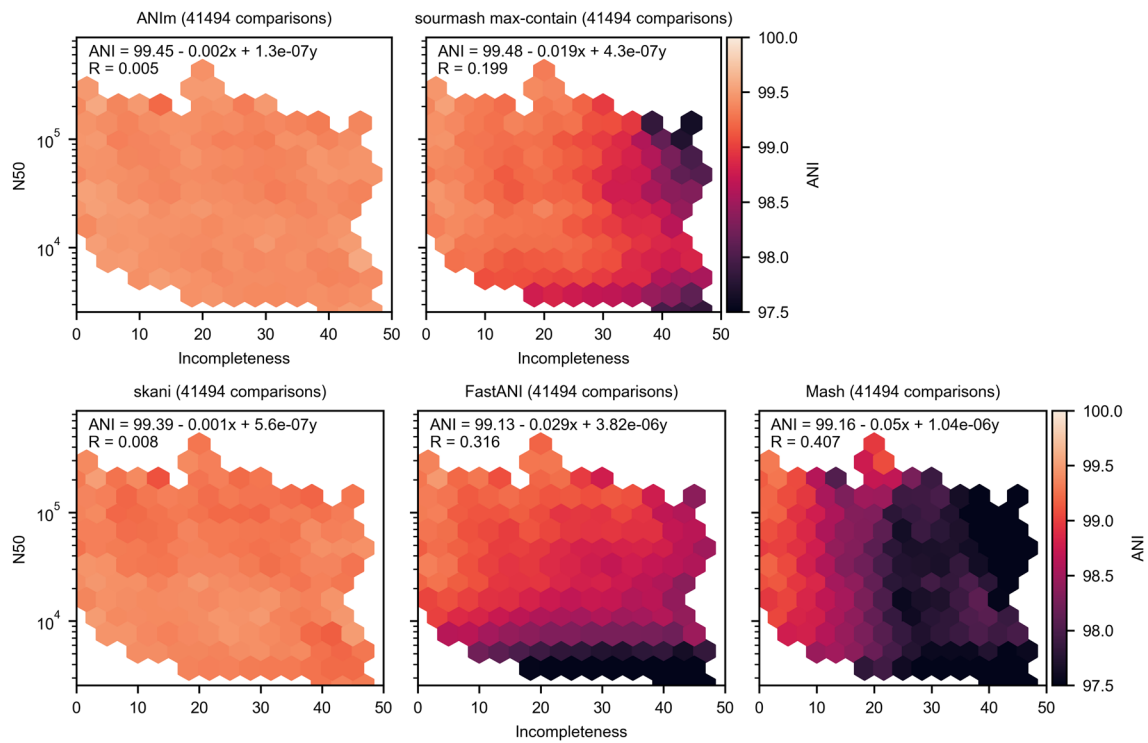 ANIm (41494 comparisons)
sourmash max-contain (41494 comparisons)
ANI = 99.45 - 0.002x + 1.3e-07y
R = 0.005
ANI = 99.48 - 0.019x + 4.3e-07y
R = 0.199
N50
10^5
10^4
0 10 20 30 40 50
Incompleteness
0 10 20 30 40 50
Incompleteness
100.0
99.5
99.0
98.5
98.0
97.5
ANI
skani (41494 comparisons)
FastANI (41494 comparisons)
Mash (41494 comparisons)
ANI = 99.39 - 0.001x + 5.6e-07y
R = 0.008
ANI = 99.13 - 0.029x + 3.82e-06y
R = 0.316
ANI = 99.16 - 0.05x + 1.04e-06y
R = 0.407
N50
10^5
10^4
0 10 20 30 40 50
0 10 20 30 40 50
0 10 20 30 40 50
Incompleteness
100.0
99.5
99.0
98.5
98.0
97.5
ANI